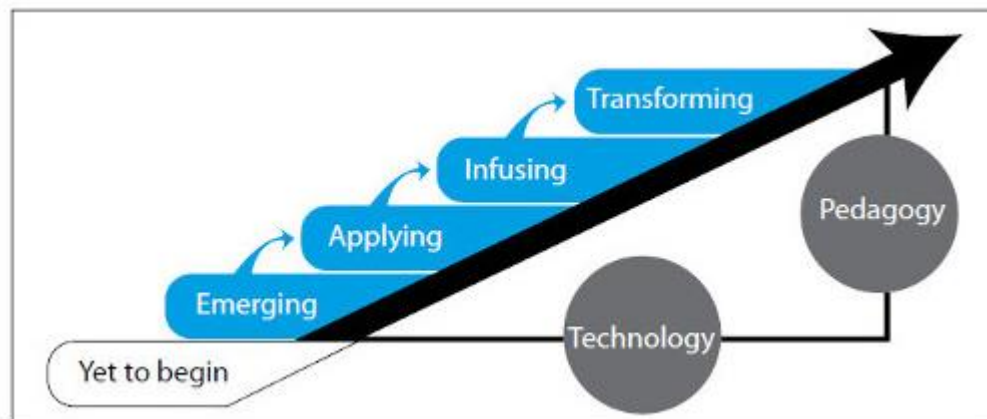 Transforming
Infusing
Applying
Emerging
Yet to begin
Pedagogy
Technology